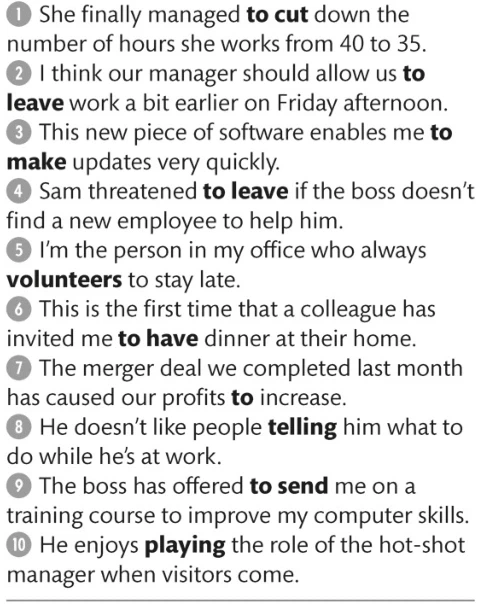 1 She finally managed to cut down the
number of hours she works from 40 to 35.
2 I think our manager should allow us to
leave work a bit earlier on Friday afternoon.
3 This new piece of software enables me to
make updates very quickly.
4 Sam threatened to leave if the boss doesn’t
find a new employee to help him.
5 I’m the person in my office who always
volunteers to stay late.
6 This is the first time that a colleague has
invited me to have dinner at their home.
7 The merger deal we completed last month
has caused our profits to increase.
8 He doesn’t like people telling him what to
do while he’s at work.
9 The boss has offered to send me on a
training course to improve my computer skills.
10 He enjoys playing the role of the hot-shot
manager when visitors come.